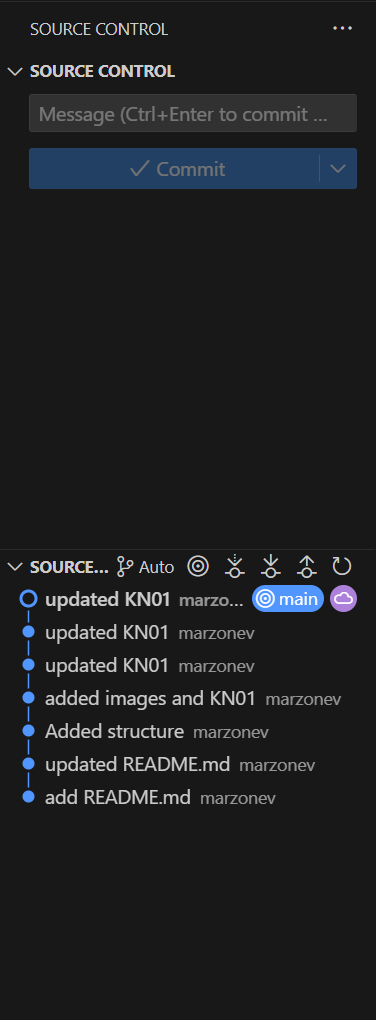 SOURCE CONTROL ...
SOURCE CONTROL
Message (Ctrl+Enter to commit ...
Commit
SOURCE... Auto
updated KN01 marzo... main
updated KN01 marzonev
updated KN01 marzonev
added images and KN01 marzonev
Added structure marzonev
updated README.md marzonev
add README.md marzonev